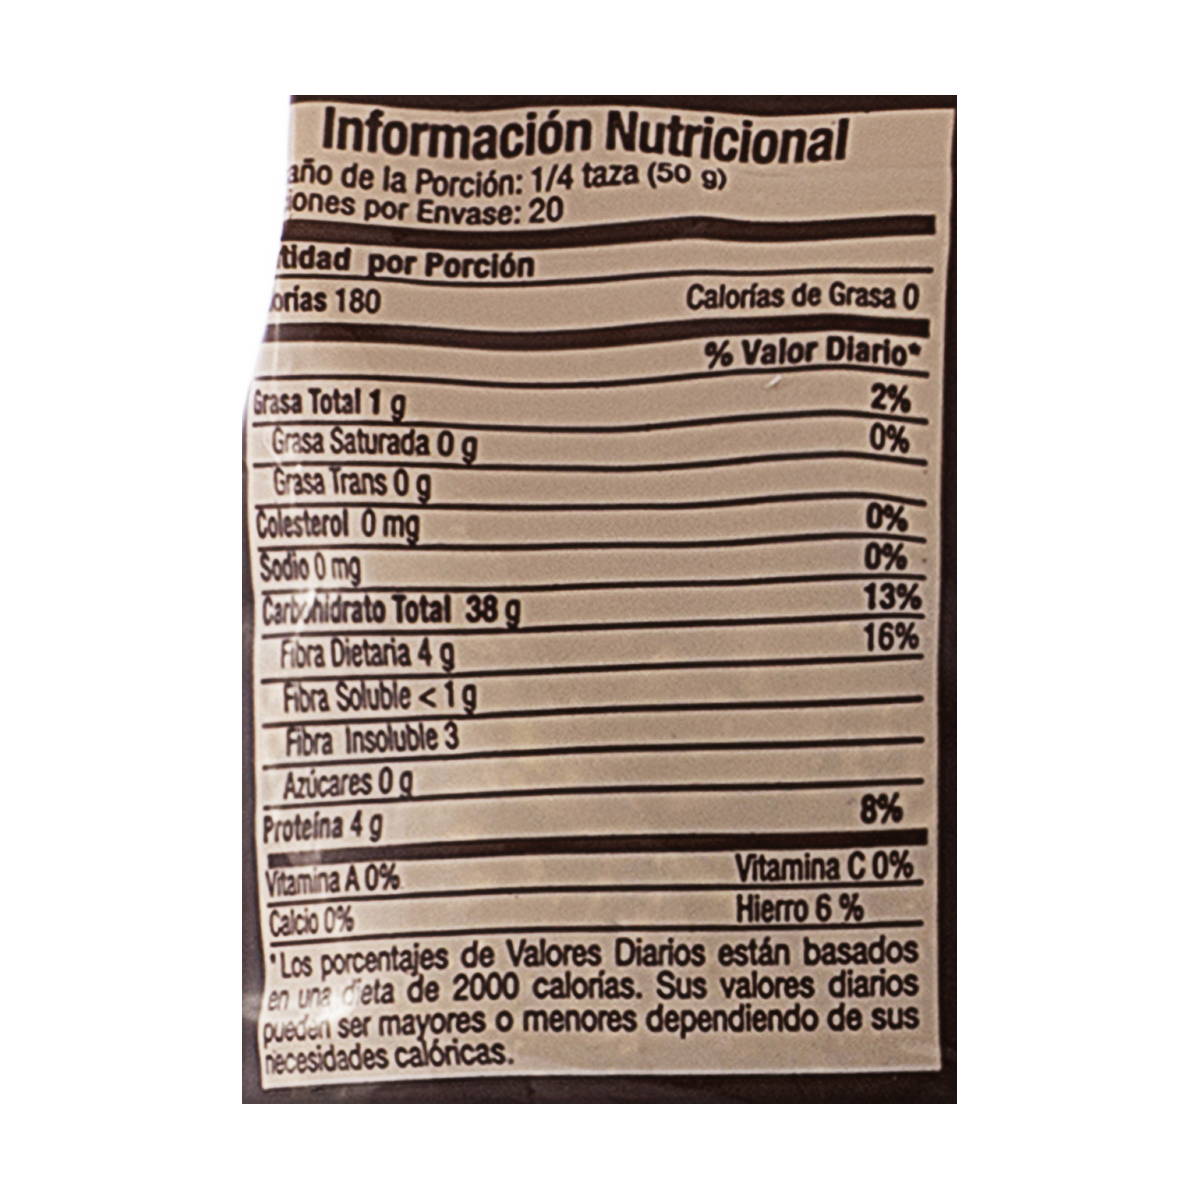 Información Nutricional
año de la Porción: 1/4 taza (50 g)
iones por Envase: 20
tidad por Porción
orías 180 Calorías de Grasa 0
% Valor Diario*
Grasa Total 1 g 2%
Grasa Saturada 0 g 0%
Grasa Trans 0 g
Colesterol 0 mg 0%
Sodio 0 mg 0%
Carbohidrato Total 38 g 13%
Fibra Dietaria 4 g 16%
Fibra Soluble < 1 g
Fibra Insoluble 3
Azúcares 0 g
Proteína 4 g 8%
Vitamina A 0% Vitamina C 0%
Calcio 0% Hierro 6 %
*Los porcentajes de Valores Diarios están basados
en una dieta de 2000 calorías. Sus valores diarios
pueden ser mayores o menores dependiendo de sus
necesidades calóricas.